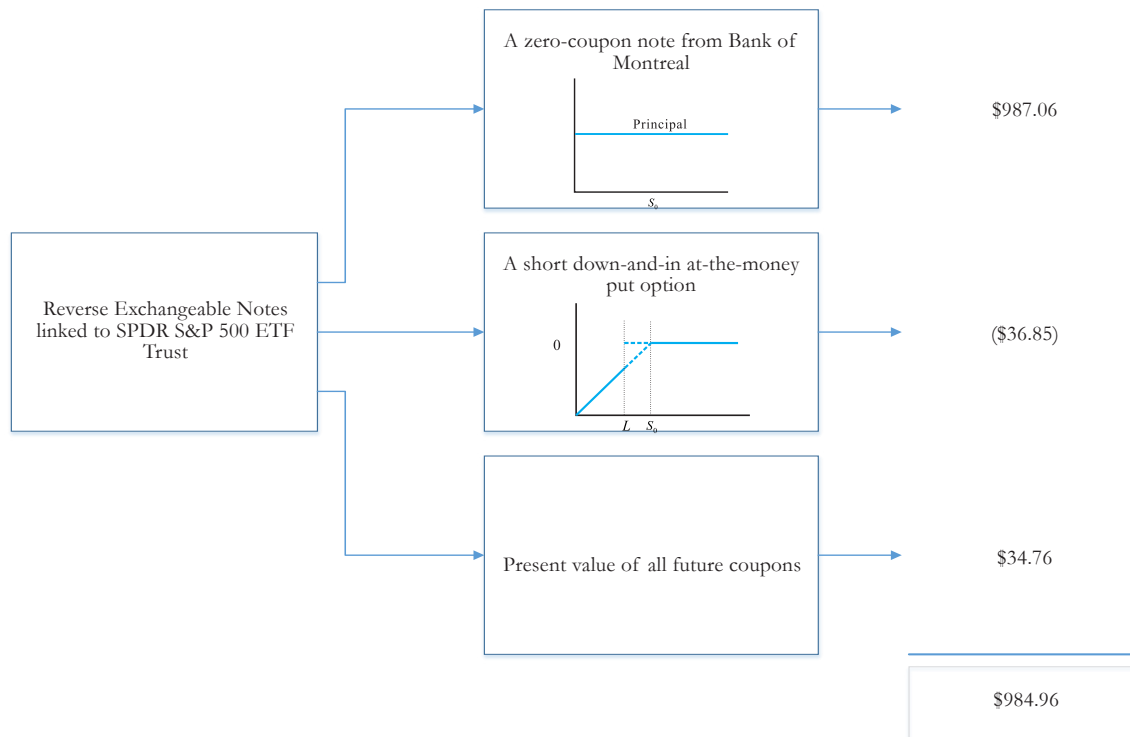 A zero-coupon note from Bank of
Montreal
Principal
S₀
$987.06
Reverse Exchangeable Notes
linked to SPDR S&P 500 ETF
Trust
A short down-and-in at-the-money
put option
0
L S₀
($36.85)
Present value of all future coupons
$34.76
$984.96